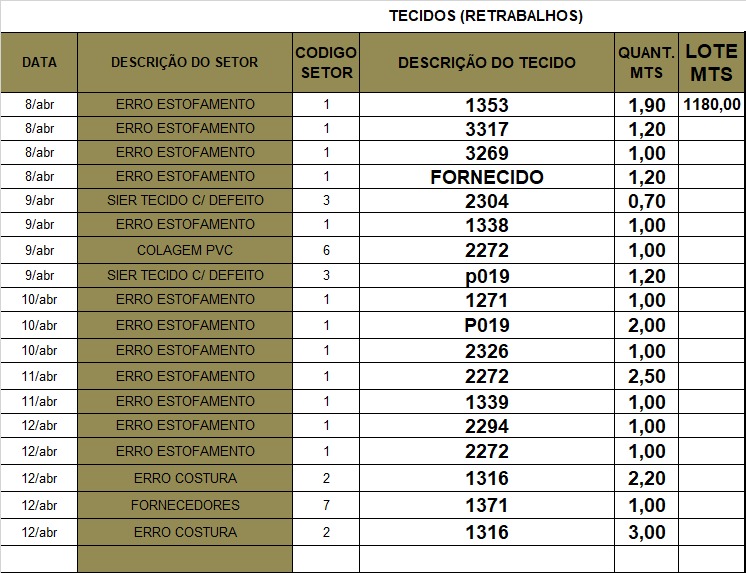 TECIDOS (RETRABALHOS)
DATA DESCRIÇÃO DO SETOR CODIGO SETOR DESCRIÇÃO DO TECIDO QUANT. MTS LOTE MTS
8/abr ERRO ESTOFAMENTO 1 1353 1,90 1180,00
8/abr ERRO ESTOFAMENTO 1 3317 1,20
8/abr ERRO ESTOFAMENTO 1 3269 1,00
8/abr ERRO ESTOFAMENTO 1 FORNECIDO 1,20
9/abr SIER TECIDO C/ DEFEITO 3 2304 0,70
9/abr ERRO ESTOFAMENTO 1 1338 1,00
9/abr COLAGEM PVC 6 2272 1,00
9/abr SIER TECIDO C/ DEFEITO 3 p019 1,20
10/abr ERRO ESTOFAMENTO 1 1271 1,00
10/abr ERRO ESTOFAMENTO 1 P019 2,00
10/abr ERRO ESTOFAMENTO 1 2326 1,00
11/abr ERRO ESTOFAMENTO 1 2272 2,50
11/abr ERRO ESTOFAMENTO 1 1339 1,00
12/abr ERRO ESTOFAMENTO 1 2294 1,00
12/abr ERRO ESTOFAMENTO 1 2272 1,00
12/abr ERRO COSTURA 2 1316 2,20
12/abr FORNECEDORES 7 1371 1,00
12/abr ERRO COSTURA 2 1316 3,00